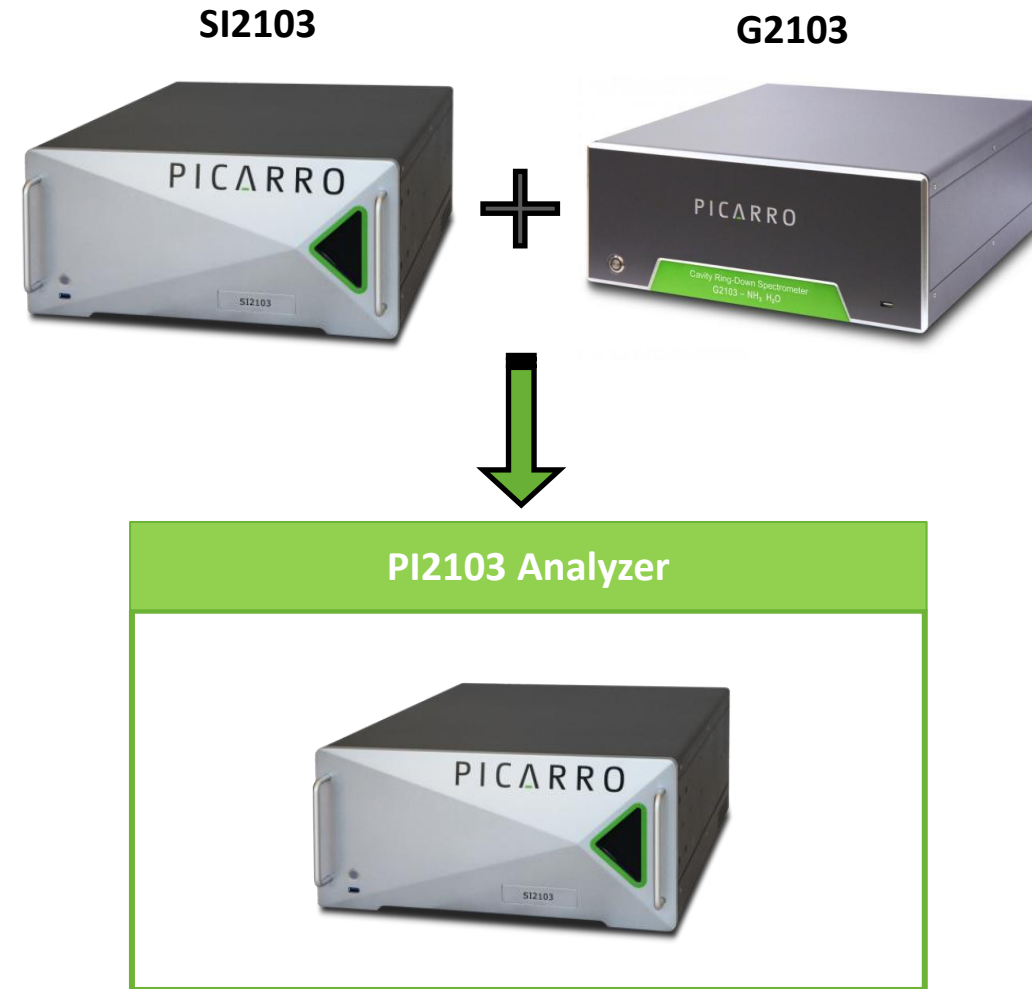 SI2103
G2103
PICARRO
SI2103
PICARRO
Cavity Ring-Down Spectrometer
G2103 – NH₃ H₂O
PI2103 Analyzer
PICARRO
SI2103